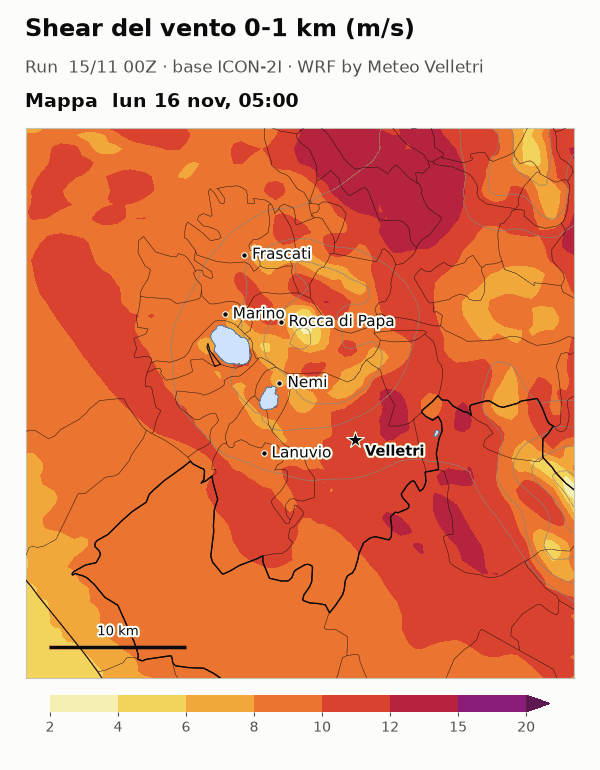 Shear del vento 0-1 km (m/s)
Run  15/11 00Z · base ICON-2I · WRF by Meteo Velletri
Mappa  lun 16 nov, 05:00
Frascati
Marino
Rocca di Papa
Nemi
Velletri
Lanuvio
10 km
2 4 6 8 10 12 15 20